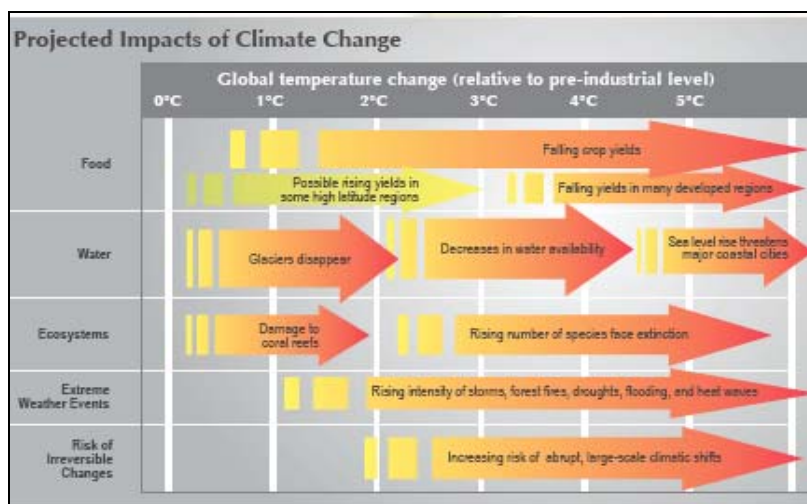 Projected Impacts of Climate Change
Global temperature change (relative to pre-industrial level)
0°C 1°C 2°C 3°C 4°C 5°C
Food
Falling crop yields
Possible rising yields in
some high latitude regions
Falling yields in many developed regions
Water
Glaciers disappear
Decreases in water availability
Sea level rise threatens
major coastal cities
Ecosystems
Damage to
coral reefs
Rising number of species face extinction
Extreme
Weather Events
Rising intensity of storms, forest fires, droughts, flooding, and heat waves
Risk of
Irreversible
Changes
Increasing risk of abrupt, large-scale climatic shifts